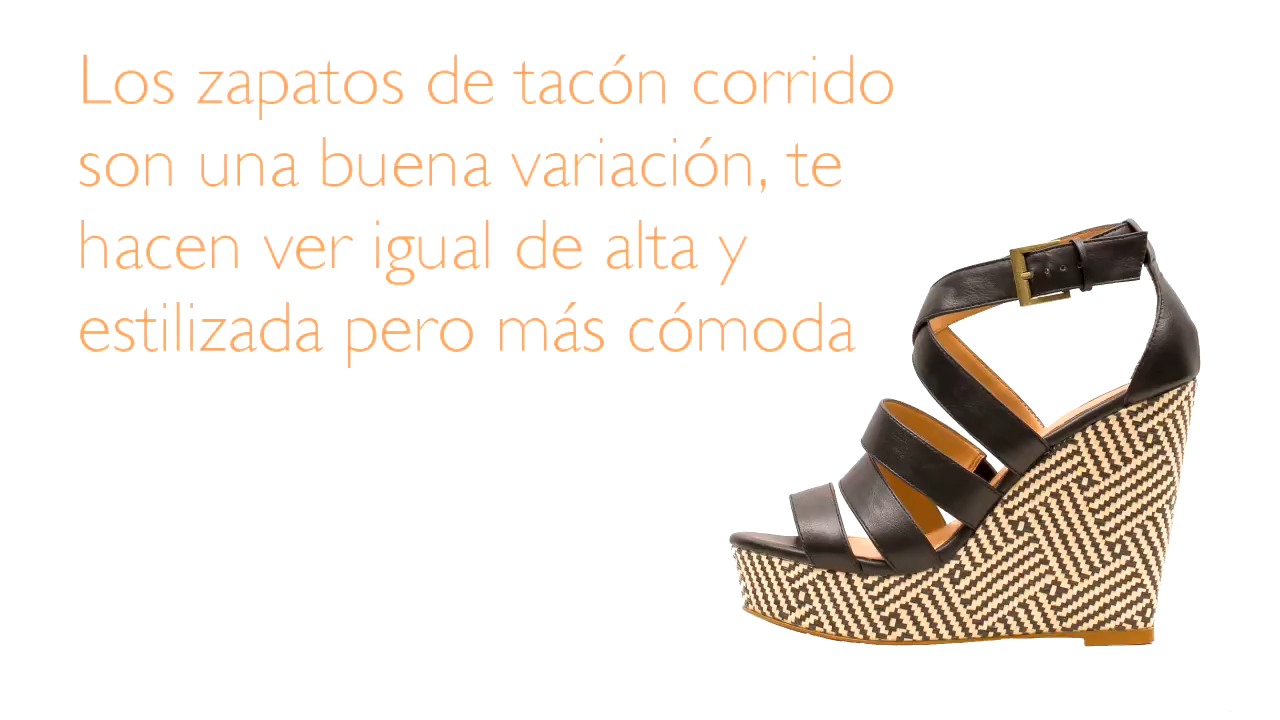 Los zapatos de tacón corrido
son una buena variación, te
hacen ver igual de alta y
estilizada pero más cómoda